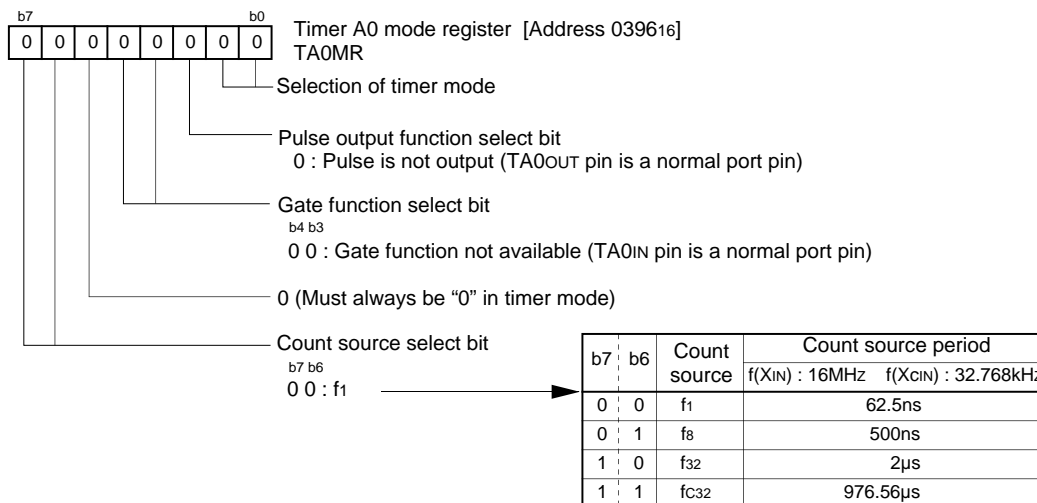 b7 b0
0 0 0 0 0 0 0 0
Timer A0 mode register [Address 039616]
TA0MR
Selection of timer mode
Pulse output function select bit
0 : Pulse is not output (TA0OUT pin is a normal port pin)
Gate function select bit
b4 b3
0 0 : Gate function not available (TA0IN pin is a normal port pin)
0 (Must always be “0” in timer mode)
Count source select bit
b7 b6
0 0 : f1
b7 b6 Count source Count source period
f(XIN) : 16MHZ f(XCIN) : 32.768kHz
0 0 f1 62.5ns
0 1 f8 500ns
1 0 f32 2µs
1 1 fC32 976.56µs